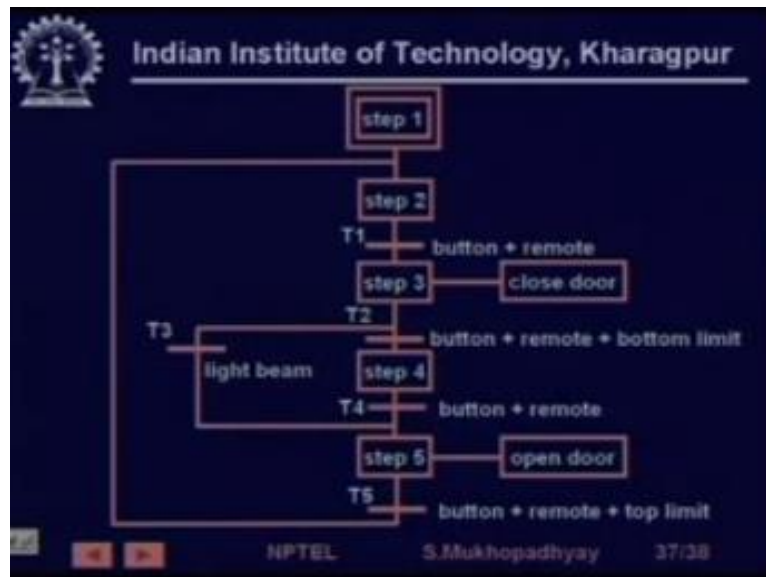 Indian Institute of Technology, Kharagpur
step 1
step 2
T1
button + remote
step 3
close door
T2
T3
button + remote + bottom limit
light beam
step 4
T4
button + remote
step 5
open door
T5
button + remote + top limit
NPTEL
S.Mukhopadhyay
37/38